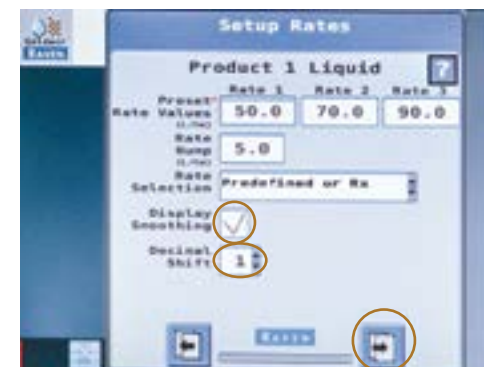 Setup Rates
Product 1 Liquid
?
Rate 1 Rate 2 Rate 3
Preset
Rate Values 50.0 70.0 90.0
Rate
Bump 5.0
Rate
Selection Predefined or Rx
Display
Smoothing
Decimal
Shift 1
Raven